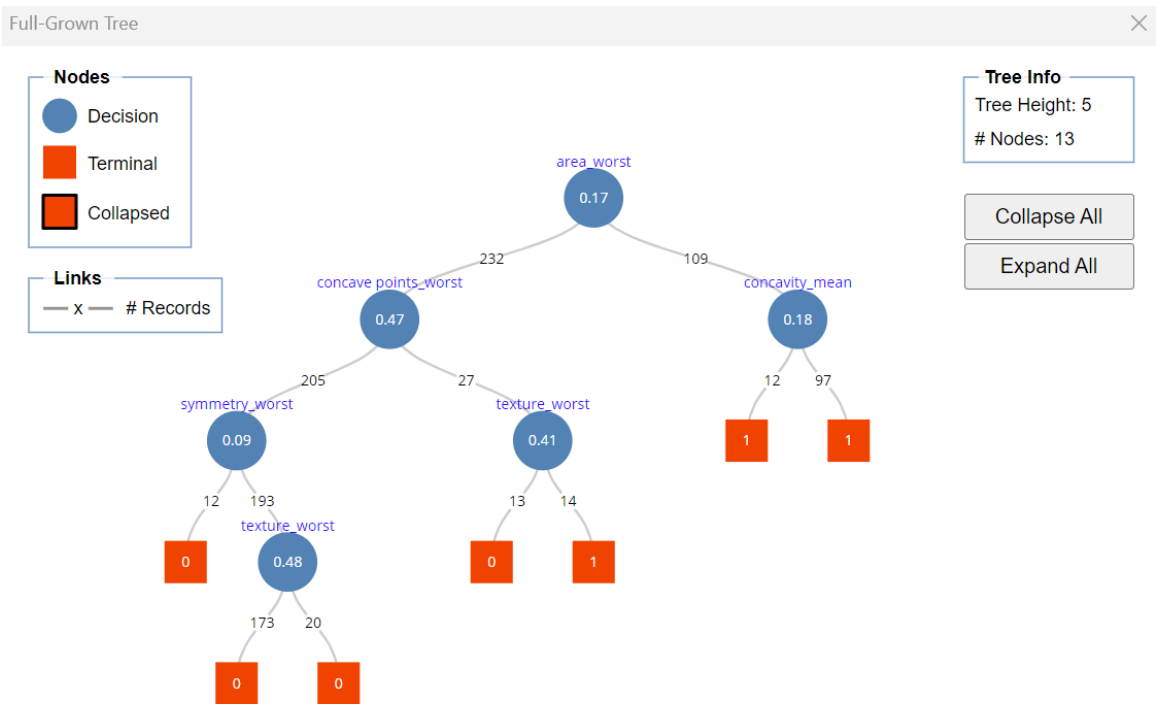 Full-Grown Tree
Nodes
Decision
Terminal
Collapsed
Links
x # Records
Tree Info
Tree Height: 5
# Nodes: 13
Collapse All
Expand All
area_worst
0.17
232 109
concave points_worst concavity_mean
0.47 0.18
205 27 12 97
symmetry_worst texture_worst
0.09 0.41 1 1
12 193 13 14
texture_worst
0 0.48 0 1
173 20
0 0